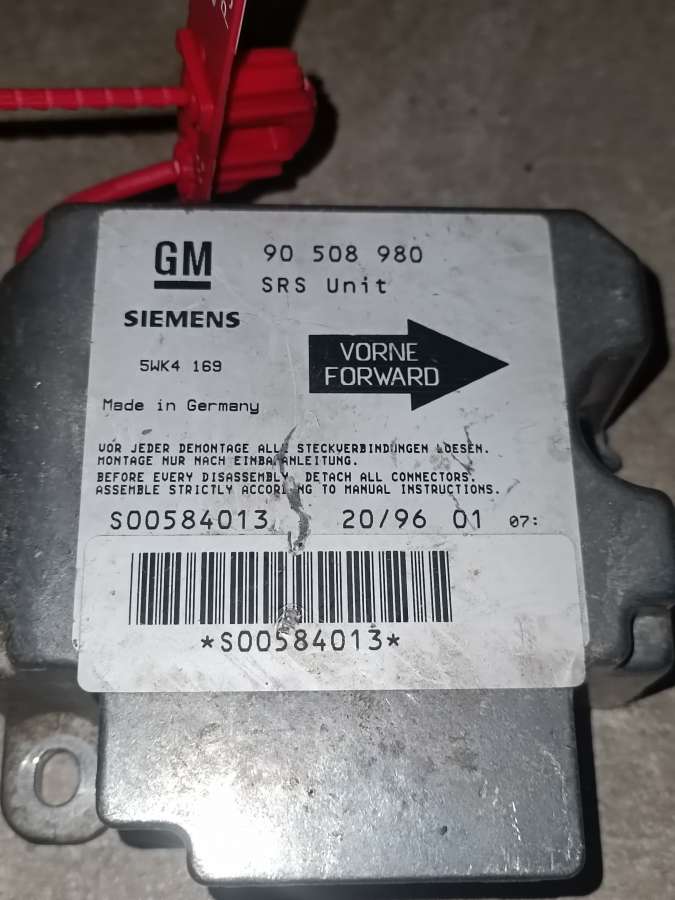 GM
90 508 980
SRS Unit
SIEMENS
5WK4 169
VORNE
FORWARD
Made in Germany
VOR JEDER DEMONTAGE ALLE STECKVERBINDUNGEN LOESEN.
MONTAGE NUR NACH EINBAUANLEITUNG.
BEFORE EVERY DISASSEMBLY, DETACH ALL CONNECTORS.
ASSEMBLE STRICTLY ACCORDING TO MANUAL INSTRUCTIONS.
S00584013 20/96 01 07:
*S00584013*